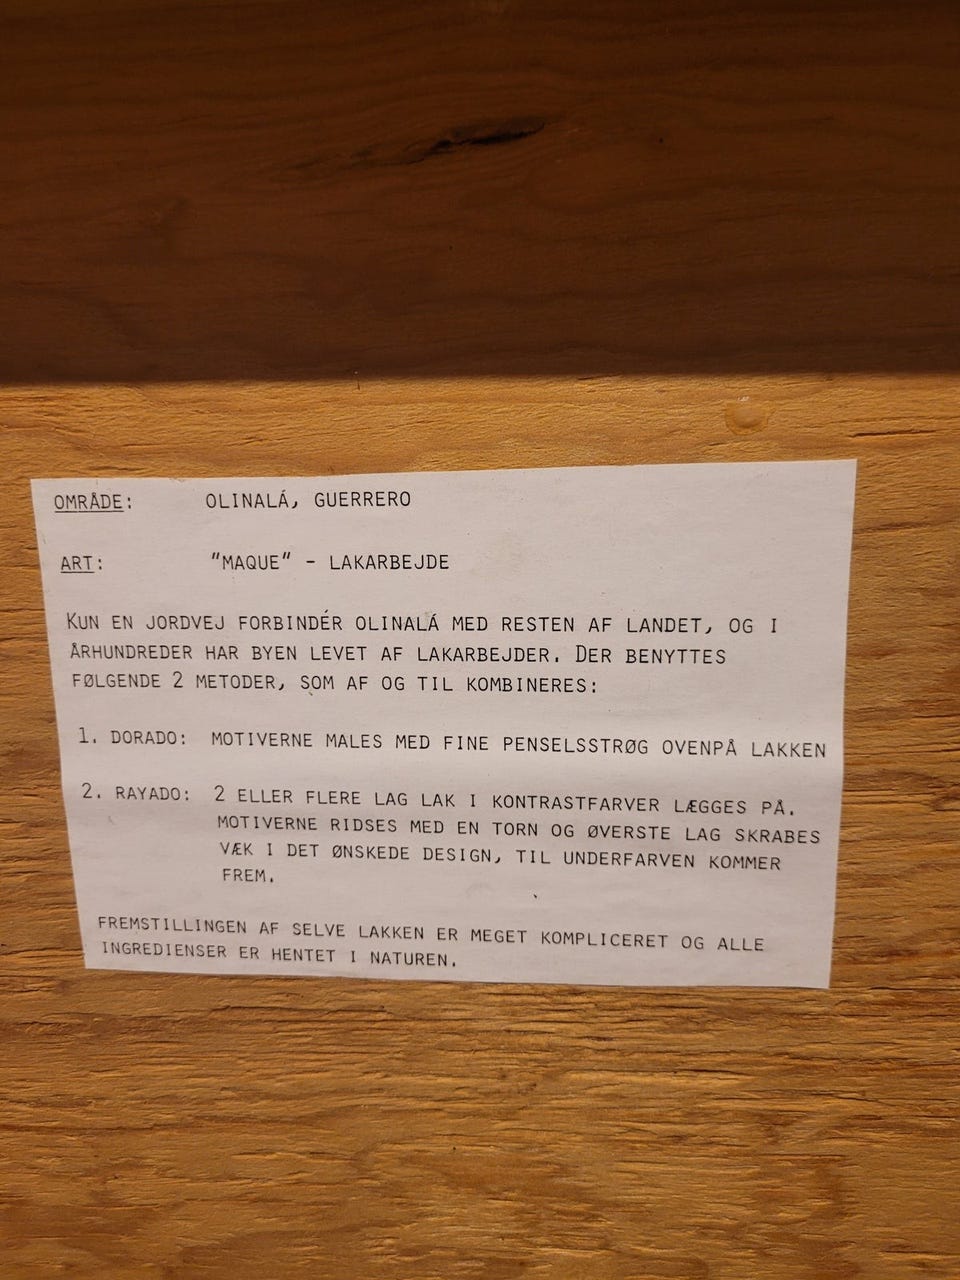 OMRÅDE: OLINALÁ, GUERRERO
ART: "MAQUE" - LAKARBEJDE
KUN EN JORDVEJ FORBINDÉR OLINALÁ MED RESTEN AF LANDET, OG I
ÅRHUNDREDER HAR BYEN LEVET AF LAKARBEJDER. DER BENYTTES
FØLGENDE 2 METODER, SOM AF OG TIL KOMBINERES:
1. DORADO: MOTIVERNE MALES MED FINE PENSELSSTRØG OVENPÅ LAKKEN
2. RAYADO: 2 ELLER FLERE LAG LAK I KONTRASTFARVER LÆGGES PÅ.
MOTIVERNE RIDSES MED EN TORN OG ØVERSTE LAG SKRABES
VÆK I DET ØNSKEDE DESIGN, TIL UNDERFARVEN KOMMER
FREM.
FREMSTILLINGEN AF SELVE LAKKEN ER MEGET KOMPLICERET OG ALLE
INGREDIENSER ER HENTET I NATUREN.